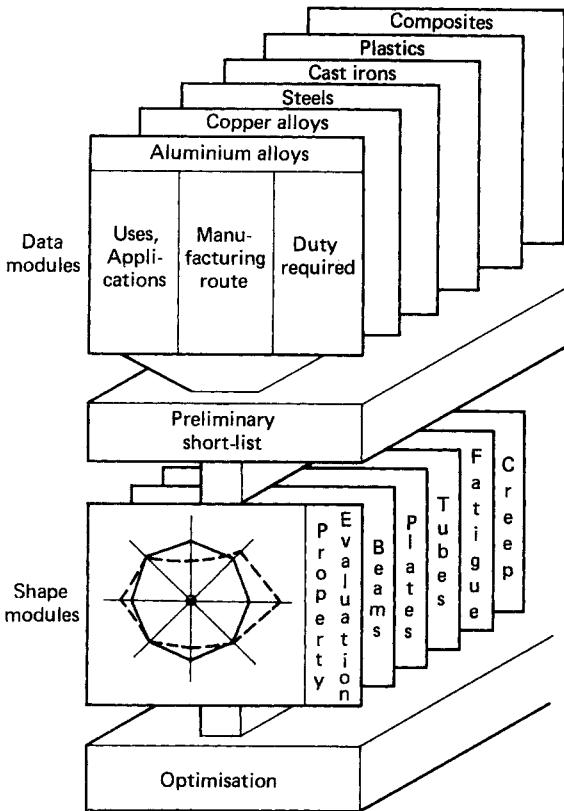 Composites
Plastics
Cast irons
Steels
Copper alloys
Aluminium alloys
Data
modules
Uses,
Appli-
cations
Manu-
facturing
route
Duty
required
Preliminary
short-list
Shape
modules
Property
Evaluation
Beams
Plates
Tubes
Fatigue
Creep
Optimisation